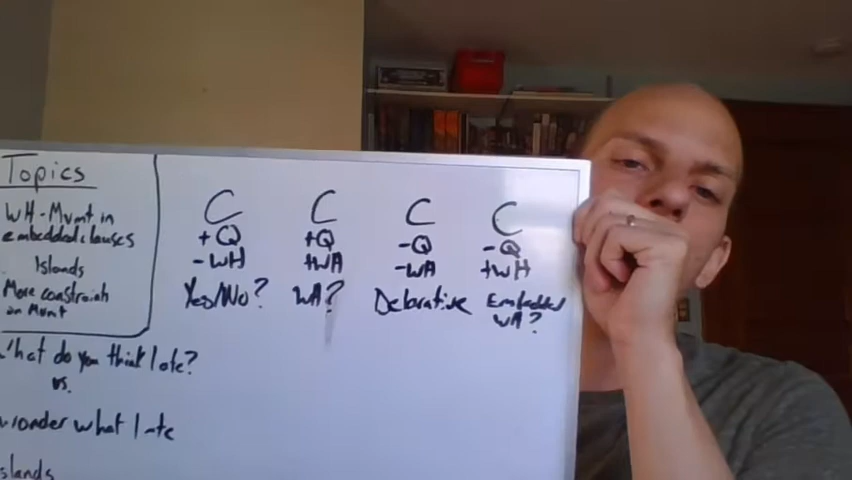 Topics
WH-Mvmt in
embedded clauses
Islands
More constraints
on Mvmt
C C C C
+Q +Q -Q -Q
-WH +WH -WH +WH
Yes/No? WH? Declarative Embedded
WH?
What do you think I ate?
vs.
wonder what I ate
slands